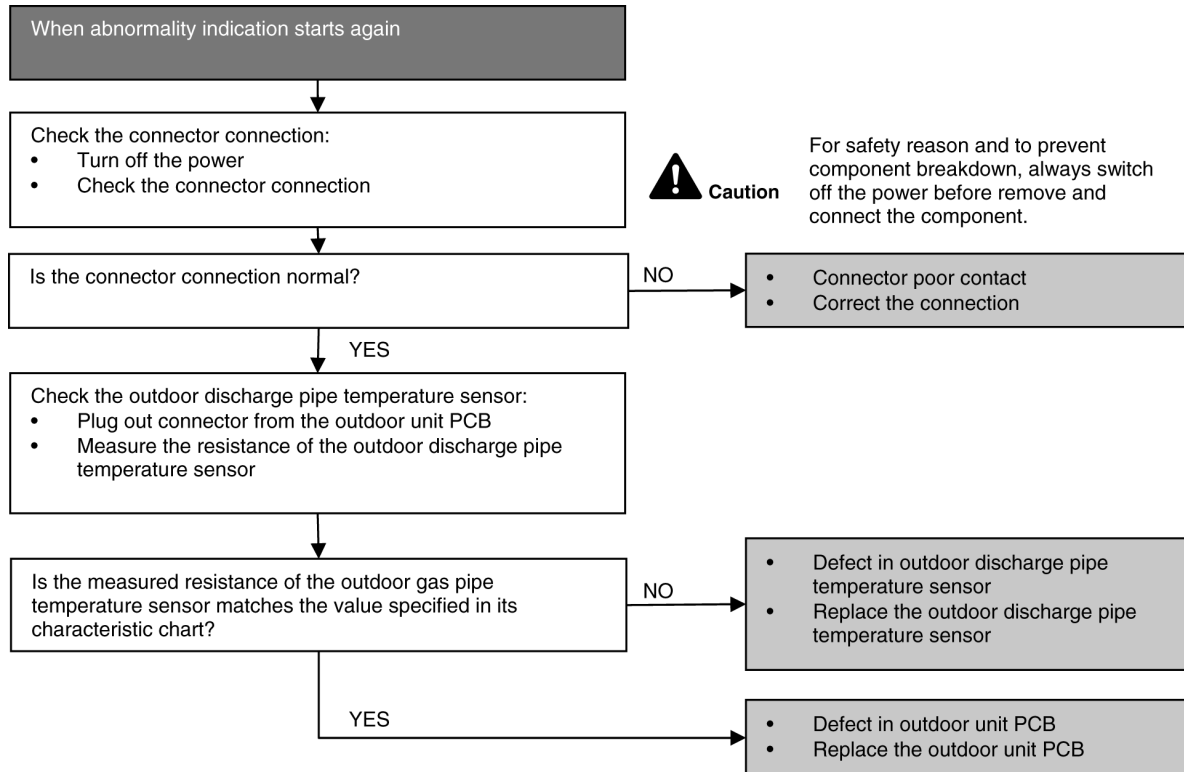 When abnormality indication starts again
Check the connector connection:
• Turn off the power
• Check the connector connection
Caution
For safety reason and to prevent
component breakdown, always switch
off the power before remove and
connect the component.
Is the connector connection normal?
NO
• Connector poor contact
• Correct the connection
YES
Check the outdoor discharge pipe temperature sensor:
• Plug out connector from the outdoor unit PCB
• Measure the resistance of the outdoor discharge pipe
temperature sensor
Is the measured resistance of the outdoor gas pipe
temperature sensor matches the value specified in its
characteristic chart?
NO
• Defect in outdoor discharge pipe
temperature sensor
• Replace the outdoor discharge pipe
temperature sensor
YES
• Defect in outdoor unit PCB
• Replace the outdoor unit PCB